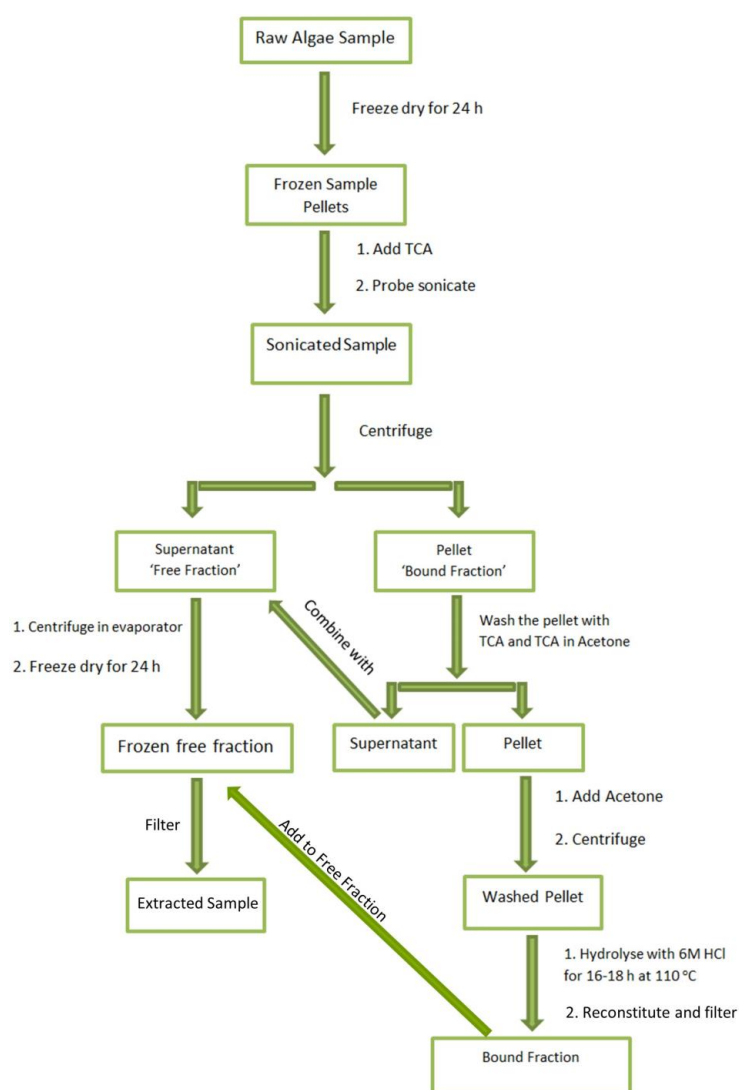 Raw Algae Sample
Freeze dry for 24 h
Frozen Sample
Pellets
1. Add TCA
2. Probe sonicate
Sonicated Sample
Centrifuge
Supernatant
‘Free Fraction’
Pellet
‘Bound Fraction’
1. Centrifuge in evaporator
2. Freeze dry for 24 h
Combine with
Wash the pellet with
TCA and TCA in Acetone
Frozen free fraction
Supernatant
Pellet
Filter
Add to Free Fraction
1. Add Acetone
2. Centrifuge
Extracted Sample
Washed Pellet
1. Hydrolyse with 6M HCl
for 16-18 h at 110 °C
2. Reconstitute and filter
Bound Fraction